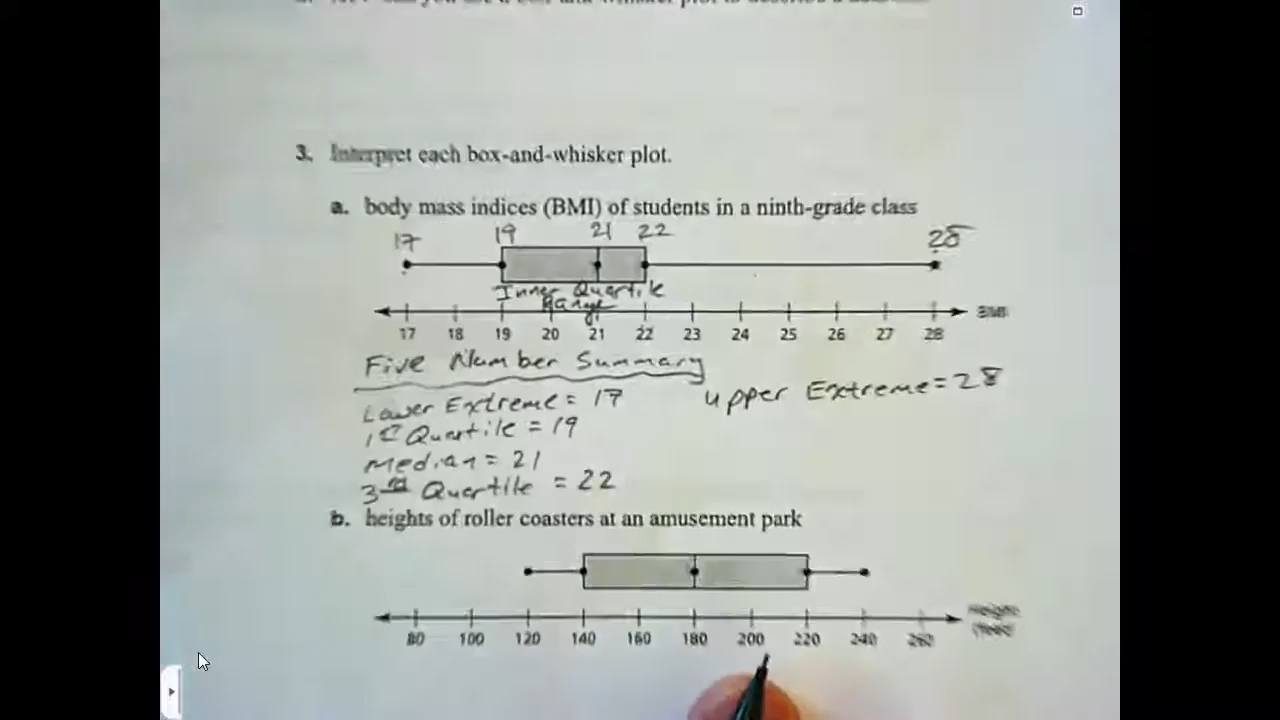 3. Interpret each box-and-whisker plot.
a. body mass indices (BMI) of students in a ninth-grade class
17 19 21 22 28
Inner Quartile
Range
17 18 19 20 21 22 23 24 25 26 27 28 BMI
Five Number Summary
Lower Extreme = 17 Upper Extreme = 28
1st Quartile = 19
Median = 21
3rd Quartile = 22
b. heights of roller coasters at an amusement park
80 100 120 140 160 180 200 220 240 260